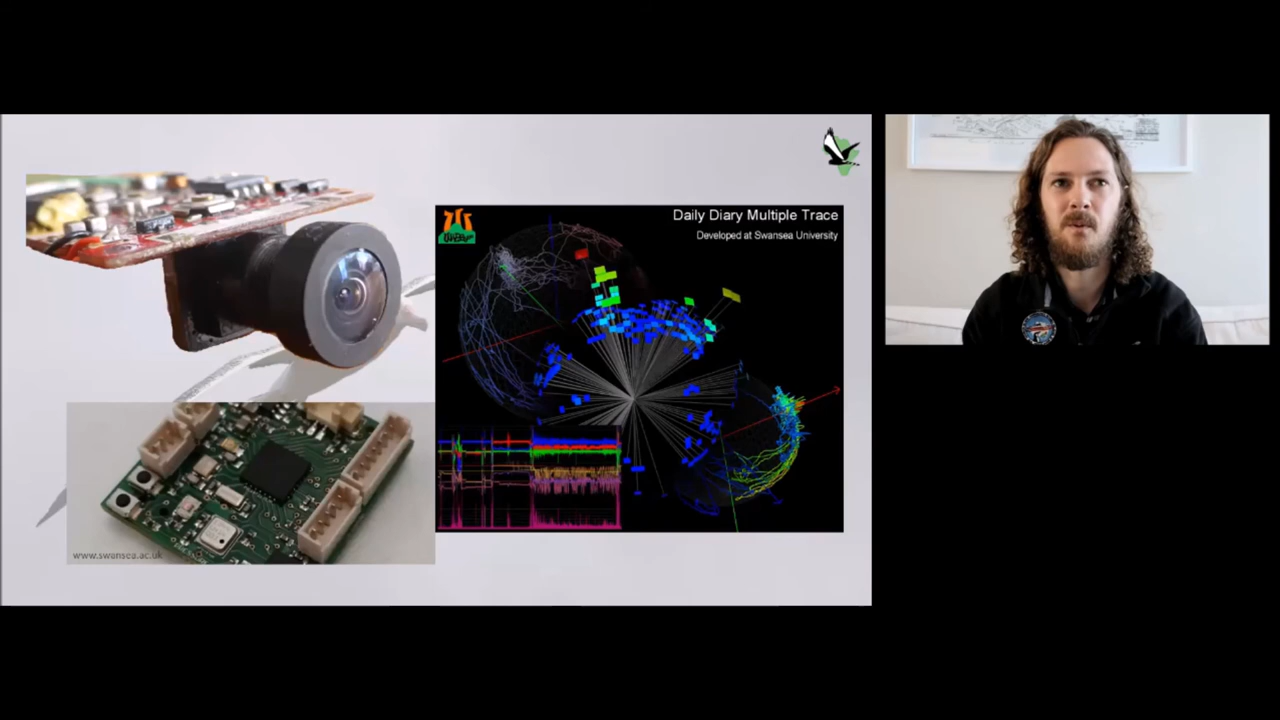 Daily Diary Multiple Trace
Developed at Swansea University
www.swansea.ac.uk